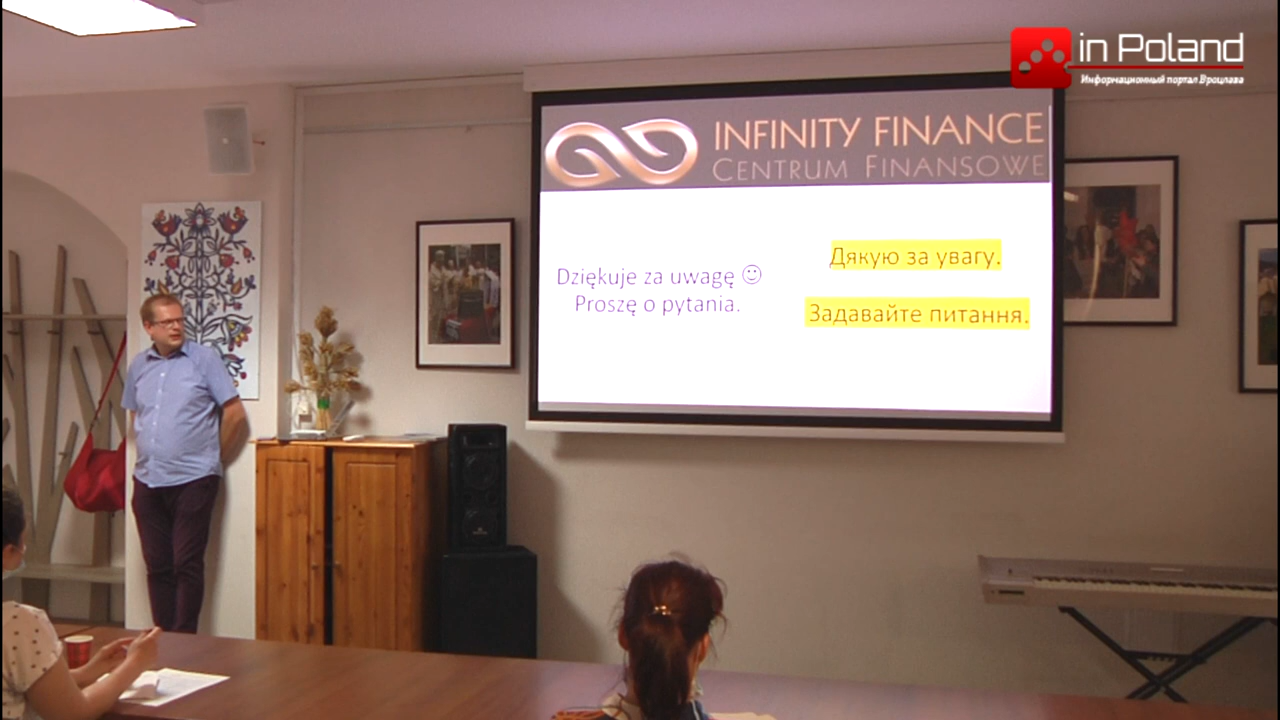 in Poland
Информационный портал Вроцлава
INFINITY FINANCE
CENTRUM FINANSOWE
Dziękuje za uwagę ☺
Proszę o pytania.
Дякую за увагу.
Задавайте питання.